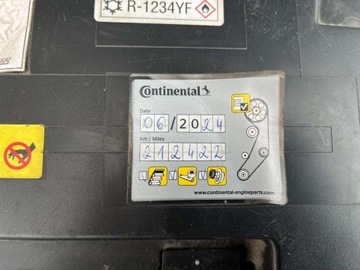 R-1234YF
Continental
Date
06/2024
Km / Miles
212422
www.continental-engineparts.com